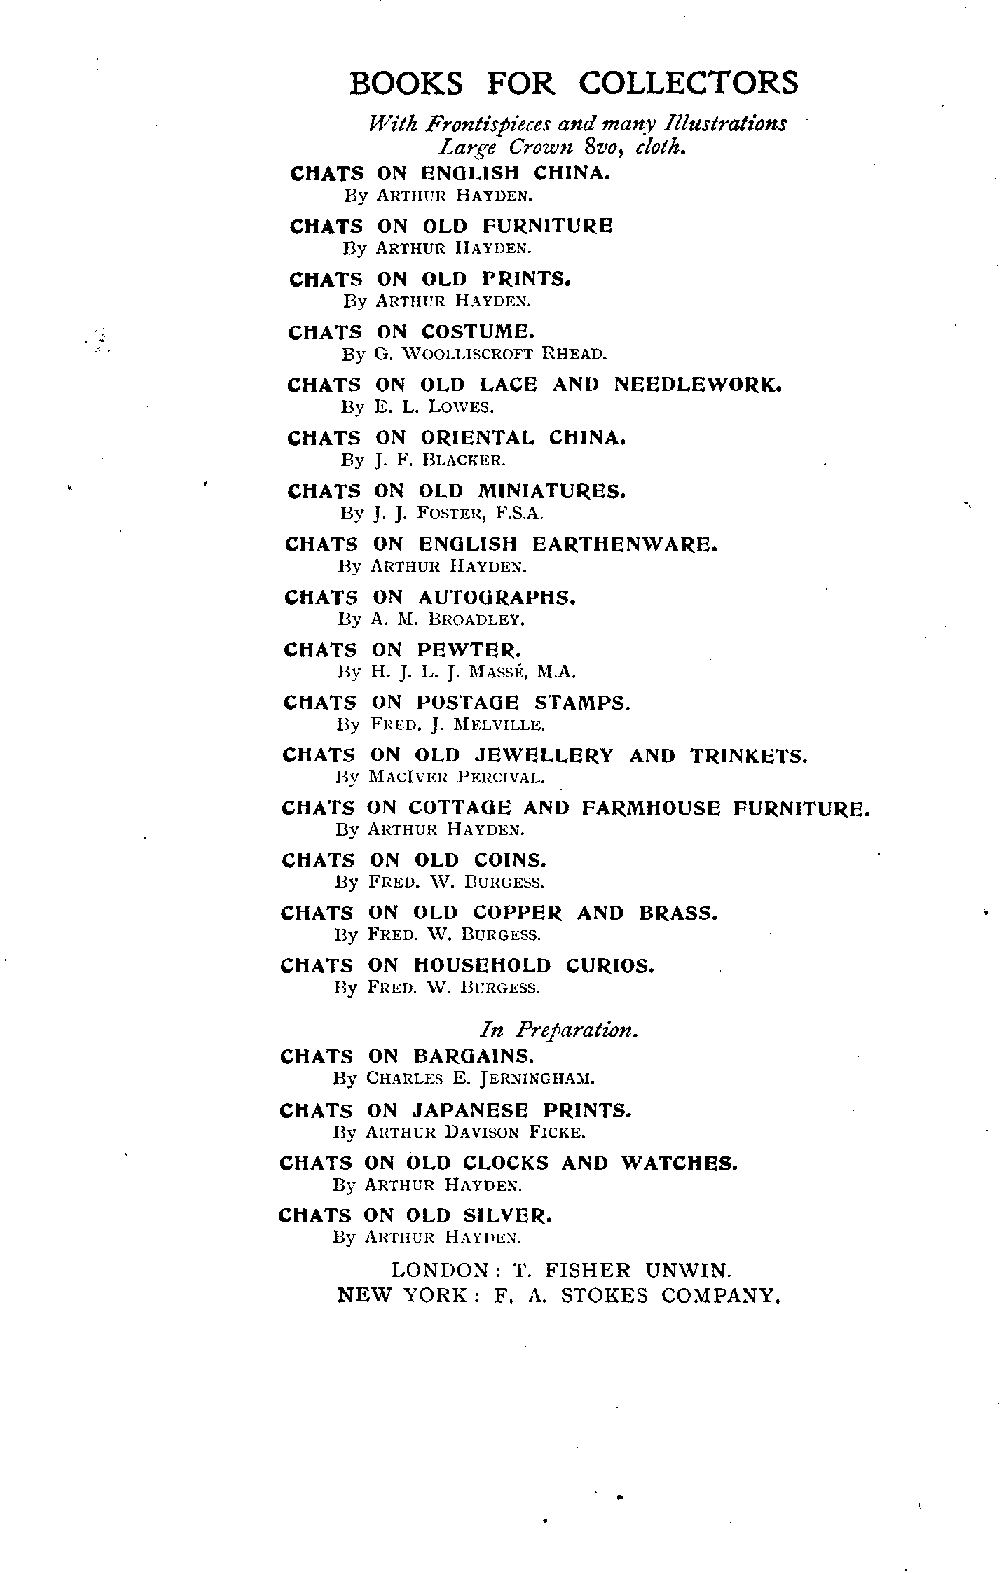 BOOKS FOR COLLECTORS
With Frontispieces and many Illustrations
Large Crown 8vo, cloth.
CHATS ON ENGLISH CHINA.
By ARTHUR HAYDEN.
CHATS ON OLD FURNITURE
By ARTHUR HAYDEN.
CHATS ON OLD PRINTS.
By ARTHUR HAYDEN.
CHATS ON COSTUME.
By G. WOOLLISCROFT RHEAD.
CHATS ON OLD LACE AND NEEDLEWORK.
By E. L. LOWES.
CHATS ON ORIENTAL CHINA.
By J. F. BLACKER.
CHATS ON OLD MINIATURES.
By J. J. FOSTER, F.S.A.
CHATS ON ENGLISH EARTHENWARE.
By ARTHUR HAYDEN.
CHATS ON AUTOGRAPHS.
By A. M. BROADLEY.
CHATS ON PEWTER.
By H. J. L. J. MASSÉ, M.A.
CHATS ON POSTAGE STAMPS.
By FRED. J. MELVILLE.
CHATS ON OLD JEWELLERY AND TRINKETS.
By MACIVER PERCIVAL.
CHATS ON COTTAGE AND FARMHOUSE FURNITURE.
By ARTHUR HAYDEN.
CHATS ON OLD COINS.
By FRED. W. BURGESS.
CHATS ON OLD COPPER AND BRASS.
By FRED. W. BURGESS.
CHATS ON HOUSEHOLD CURIOS.
By FRED. W. BURGESS.
In Preparation.
CHATS ON BARGAINS.
By CHARLES E. JERNINGHAM.
CHATS ON JAPANESE PRINTS.
By ARTHUR DAVISON FICKE.
CHATS ON OLD CLOCKS AND WATCHES.
By ARTHUR HAYDEN.
CHATS ON OLD SILVER.
By ARTHUR HAYDEN.
LONDON: T. FISHER UNWIN.
NEW YORK: F. A. STOKES COMPANY.